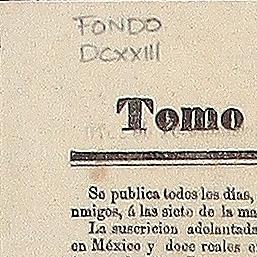 FONDO
DCXXIII
Tomo
Se publica todos los dias,
amigos, á las siete de la ma
La suscricion adelantada
en México y doce reales